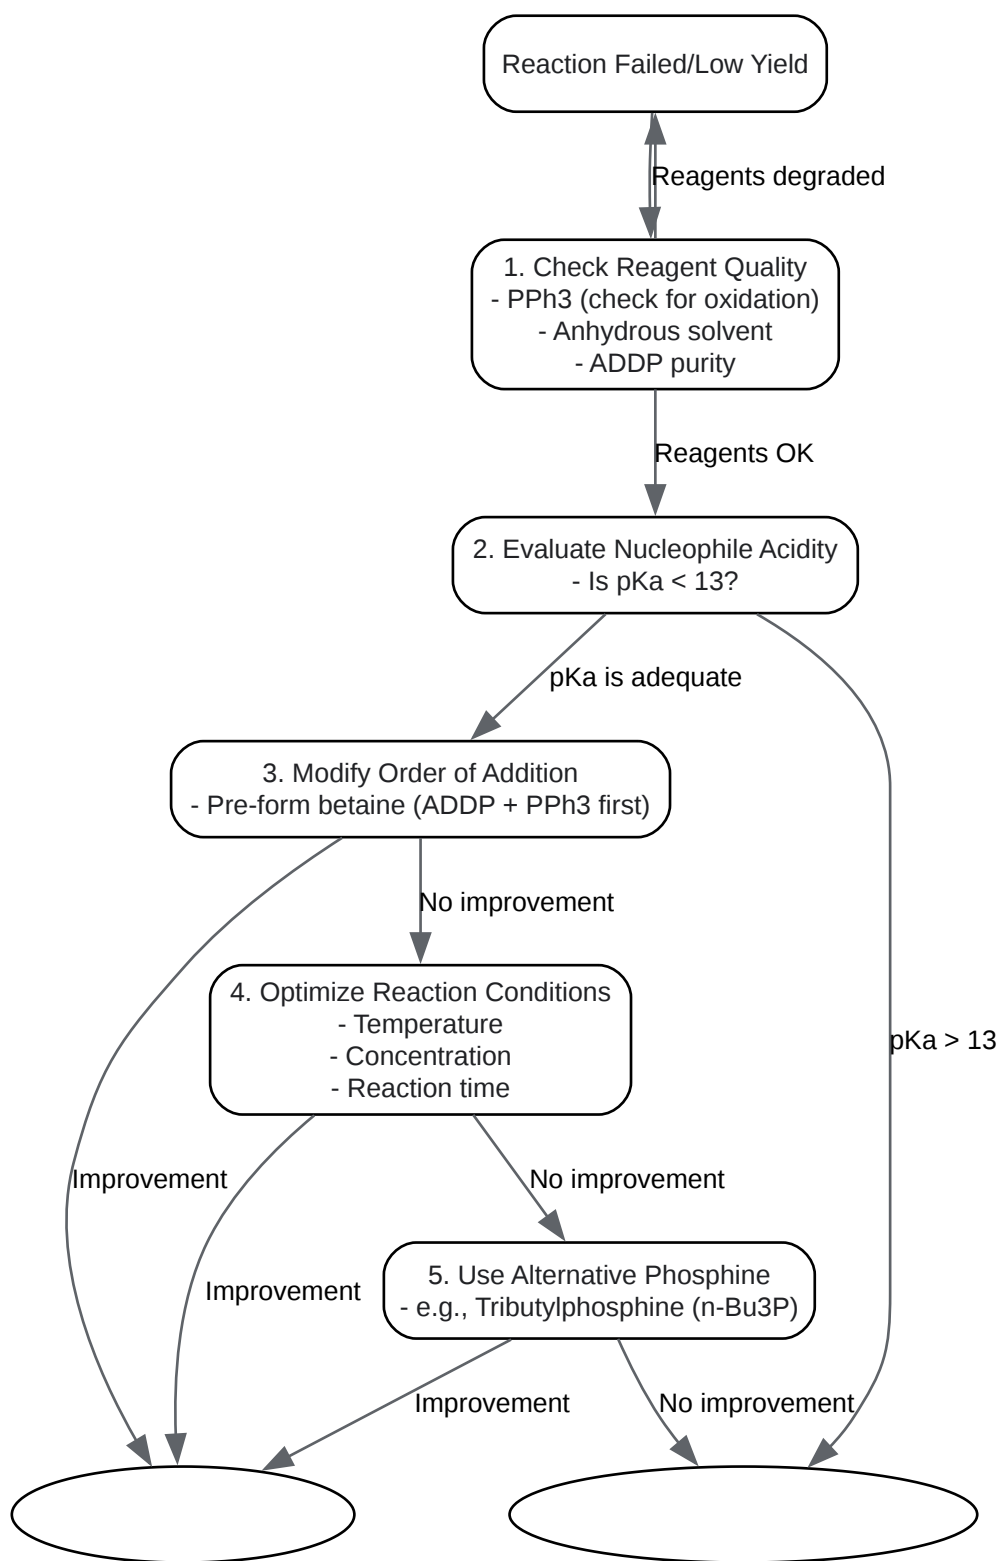 Reaction Failed/Low Yield
Reagents degraded
1. Check Reagent Quality
- PPh3 (check for oxidation)
- Anhydrous solvent
- ADDP purity
Reagents OK
2. Evaluate Nucleophile Acidity
- Is pKa < 13?
pKa is adequate
3. Modify Order of Addition
- Pre-form betaine (ADDP + PPh3 first)
No improvement
4. Optimize Reaction Conditions
- Temperature
- Concentration
- Reaction time
pKa > 13
Improvement
No improvement
5. Use Alternative Phosphine
- e.g., Tributylphosphine (n-Bu3P)
Improvement
Improvement
No improvement